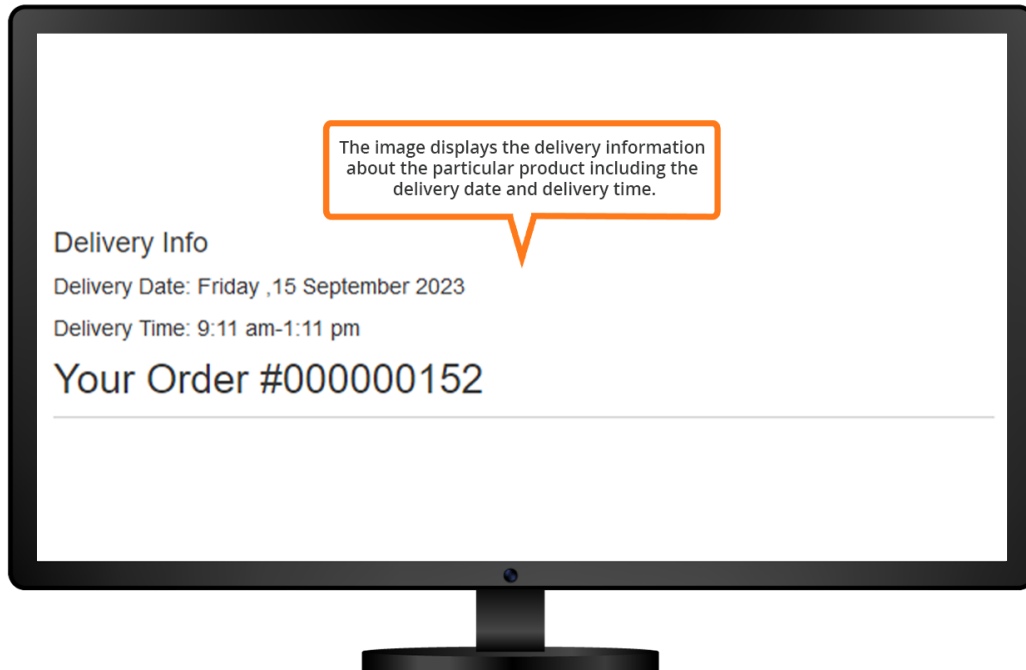 The image displays the delivery information
about the particular product including the
delivery date and delivery time.
Delivery Info
Delivery Date: Friday ,15 September 2023
Delivery Time: 9:11 am-1:11 pm
Your Order #000000152